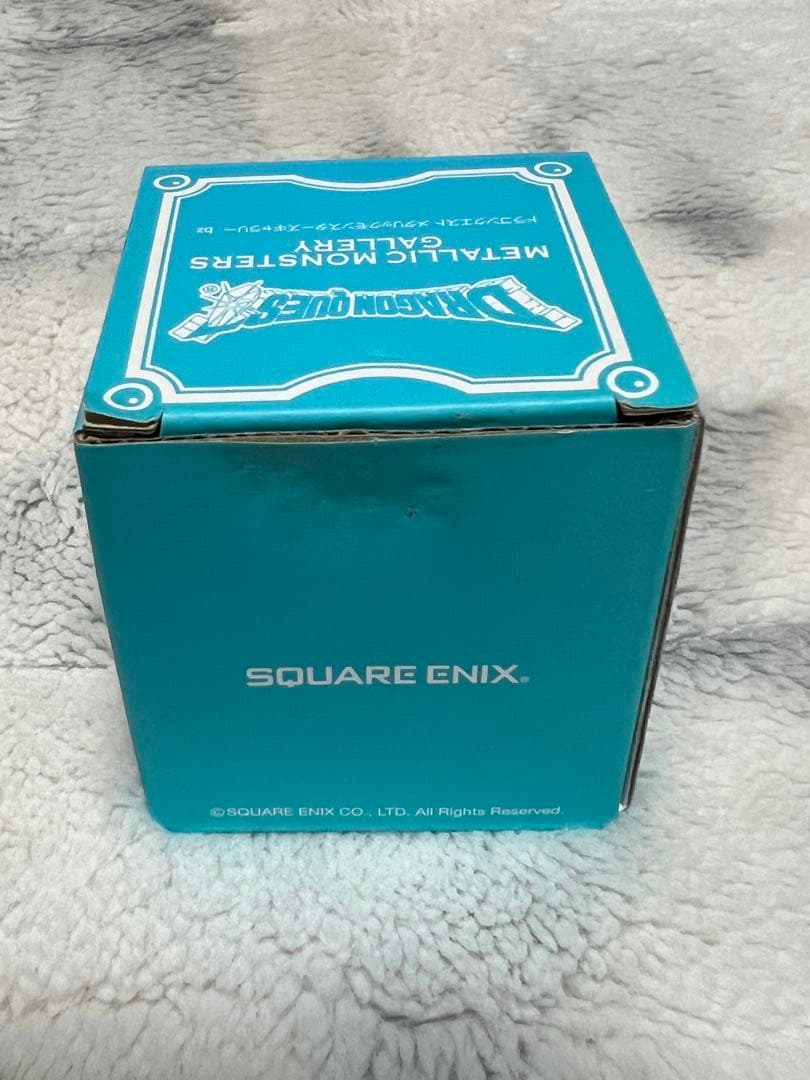 DRAGON QUEST®
METALLIC MONSTERS
GALLERY
ドラゴンクエスト メタリックモンスターズギャラリー bz
SQUARE ENIX®
©SQUARE ENIX CO., LTD. All Rights Reserved.